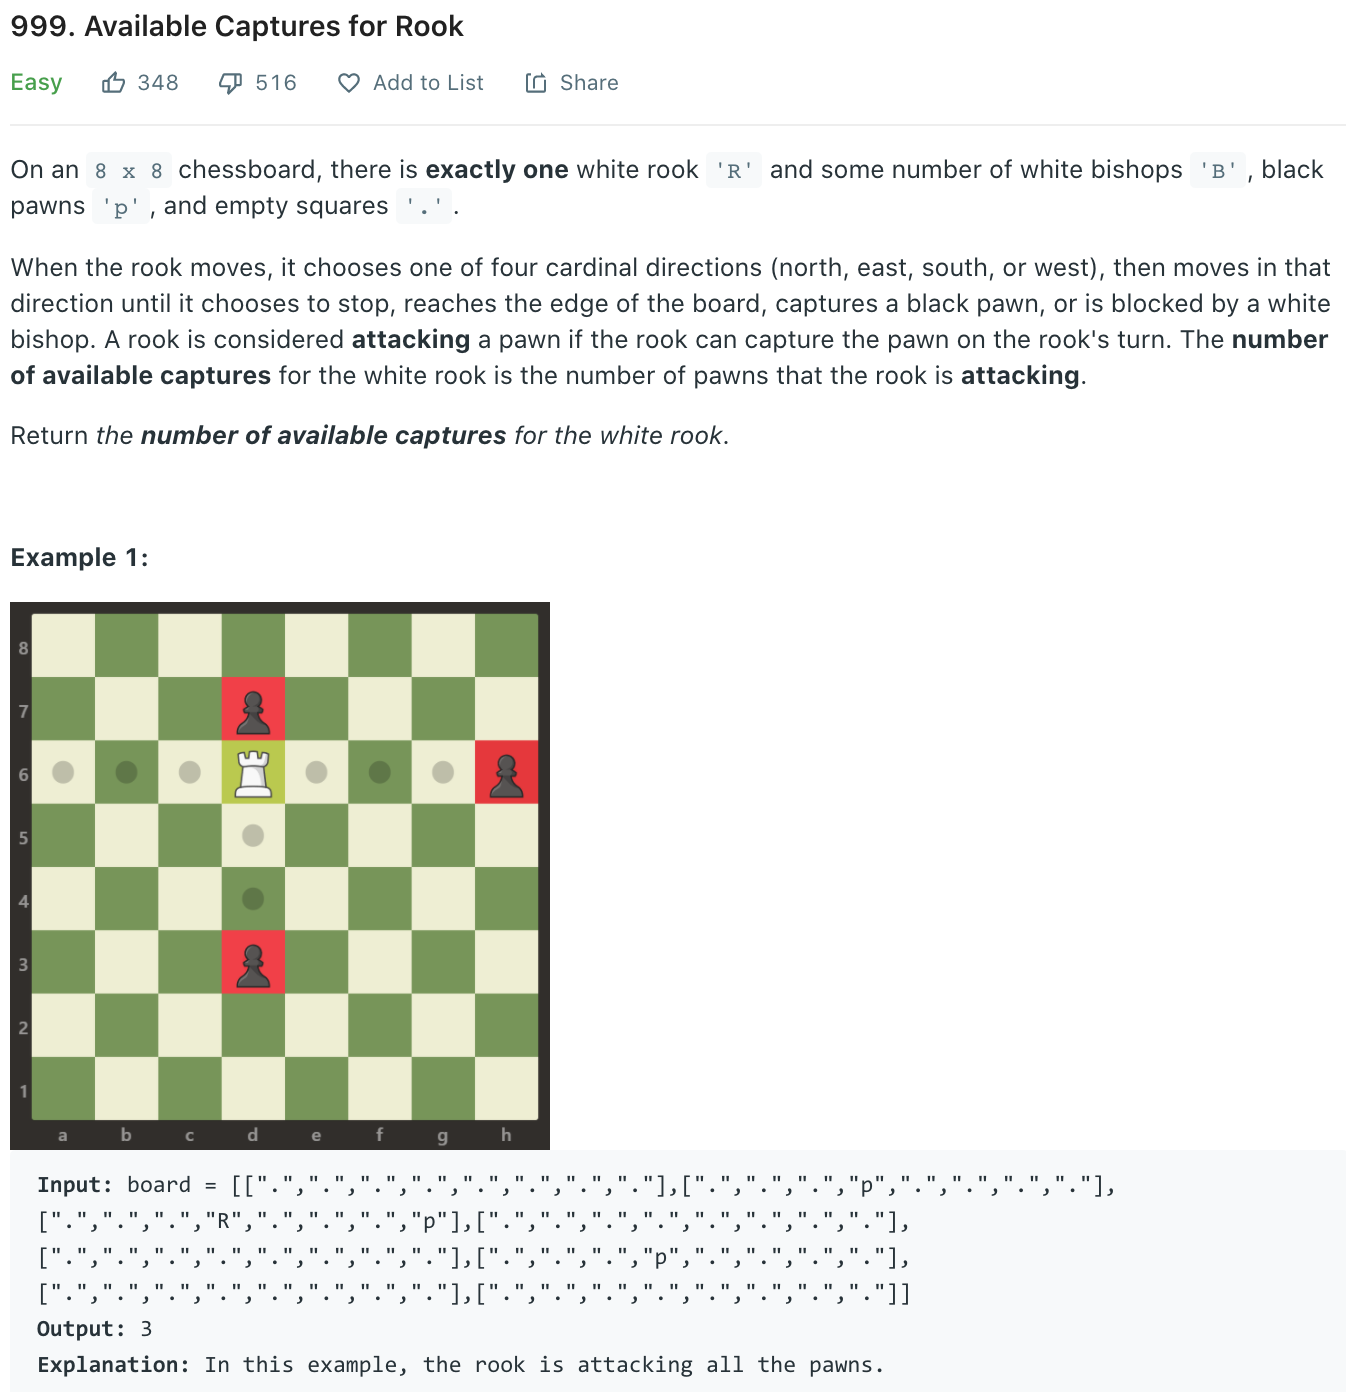 999. Available Captures for Rook
Easy 348 516 Add to List Share
On an 8 x 8 chessboard, there is exactly one white rook 'R' and some number of white bishops 'B', black
pawns 'p', and empty squares '.'.
When the rook moves, it chooses one of four cardinal directions (north, east, south, or west), then moves in that
direction until it chooses to stop, reaches the edge of the board, captures a black pawn, or is blocked by a white
bishop. A rook is considered attacking a pawn if the rook can capture the pawn on the rook's turn. The number
of available captures for the white rook is the number of pawns that the rook is attacking.
Return the number of available captures for the white rook.
Example 1:
8
7
6
5
4
3
2
1
a b c d e f g h
Input: board = [[".",".",".",".",".",".",".","."],[".",".",".","p",".",".",".","."],
[".",".",".","R",".",".",".","p"],[".",".",".",".",".",".",".","."],
[".",".",".",".",".",".",".","."],[".",".",".","p",".",".",".","."],
[".",".",".",".",".",".",".","."],[".",".",".",".",".",".",".","."]]
Output: 3
Explanation: In this example, the rook is attacking all the pawns.